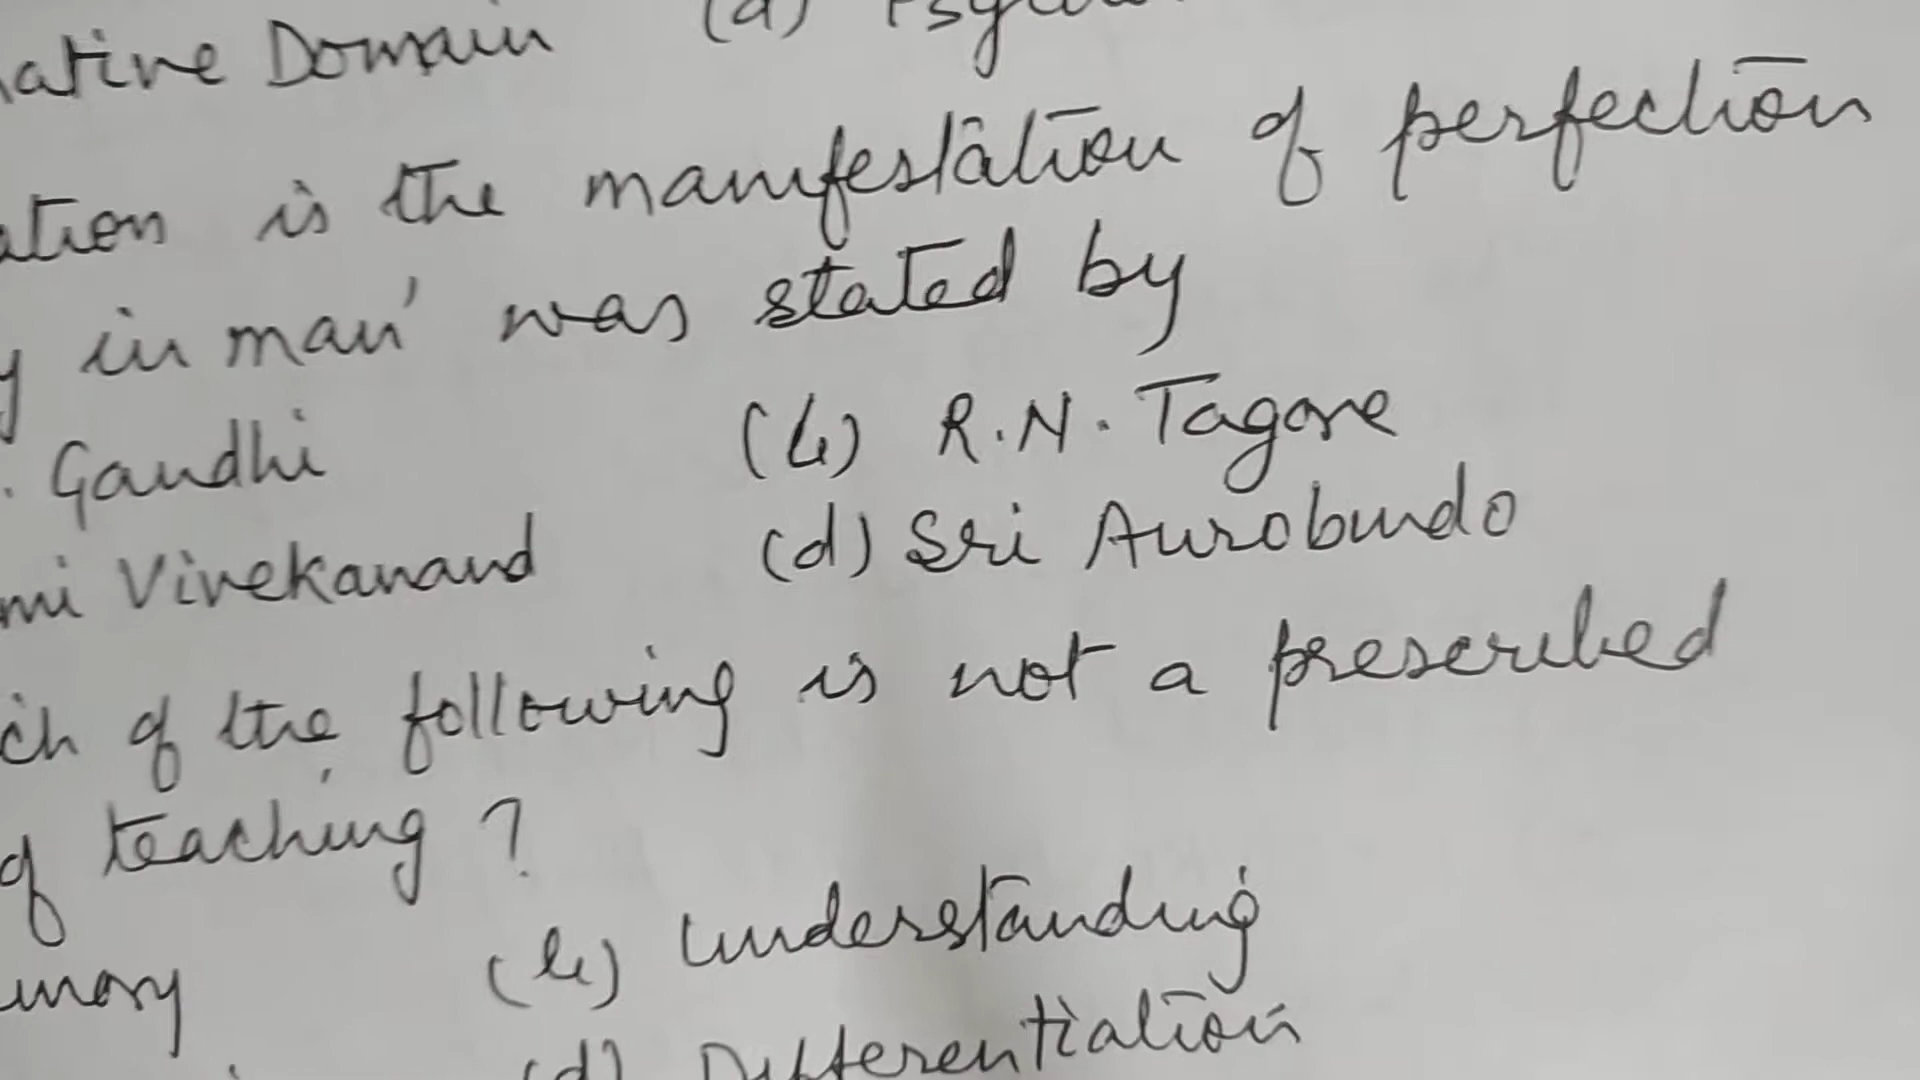 ative Domain (d) Psy
ation is the manifestation of perfection
y in man' was stated by
. Gandhi (b) R.N. Tagore
mi Vivekanand (d) Sri Aurobindo
ch of the following is not a prescribed
of teaching ?
mory (b) Understanding
(d) Differentiation